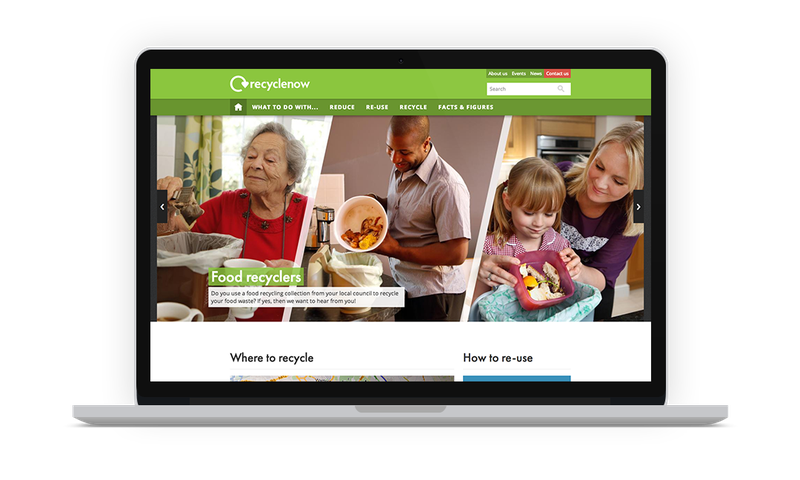 About us Events News Contact us
recyclenow
Search
WHAT TO DO WITH... REDUCE RE-USE RECYCLE FACTS & FIGURES
Food recyclers
Do you use a food recycling collection from your local council to recycle
your food waste? If yes, then we want to hear from you!
Where to recycle
How to re-use